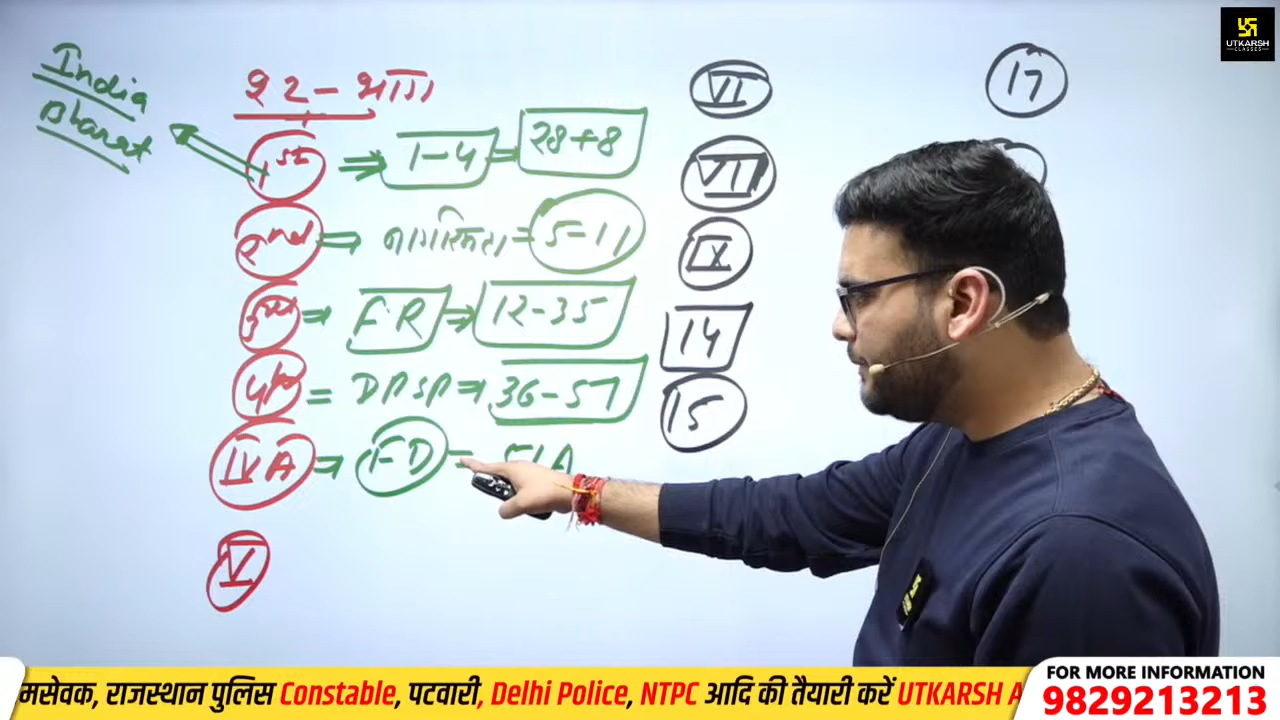 UTKARSH
CLASSES
India
Bharat
22 - भाग
1st ⇒ 1-4 = 28+8
2nd ⇒ नागरिकता = 5-11
3rd ⇒ FR ⇒ 12-35
4th = DPSP ⇒ 36-51
IV A ⇒ FD = 51A
V
VI
VII
IX
14
15
17
मसेवक, राजस्थान पुलिस Constable, पटवारी, Delhi Police, NTPC आदि की तैयारी करें UTKARSH A
FOR MORE INFORMATION
9829213213